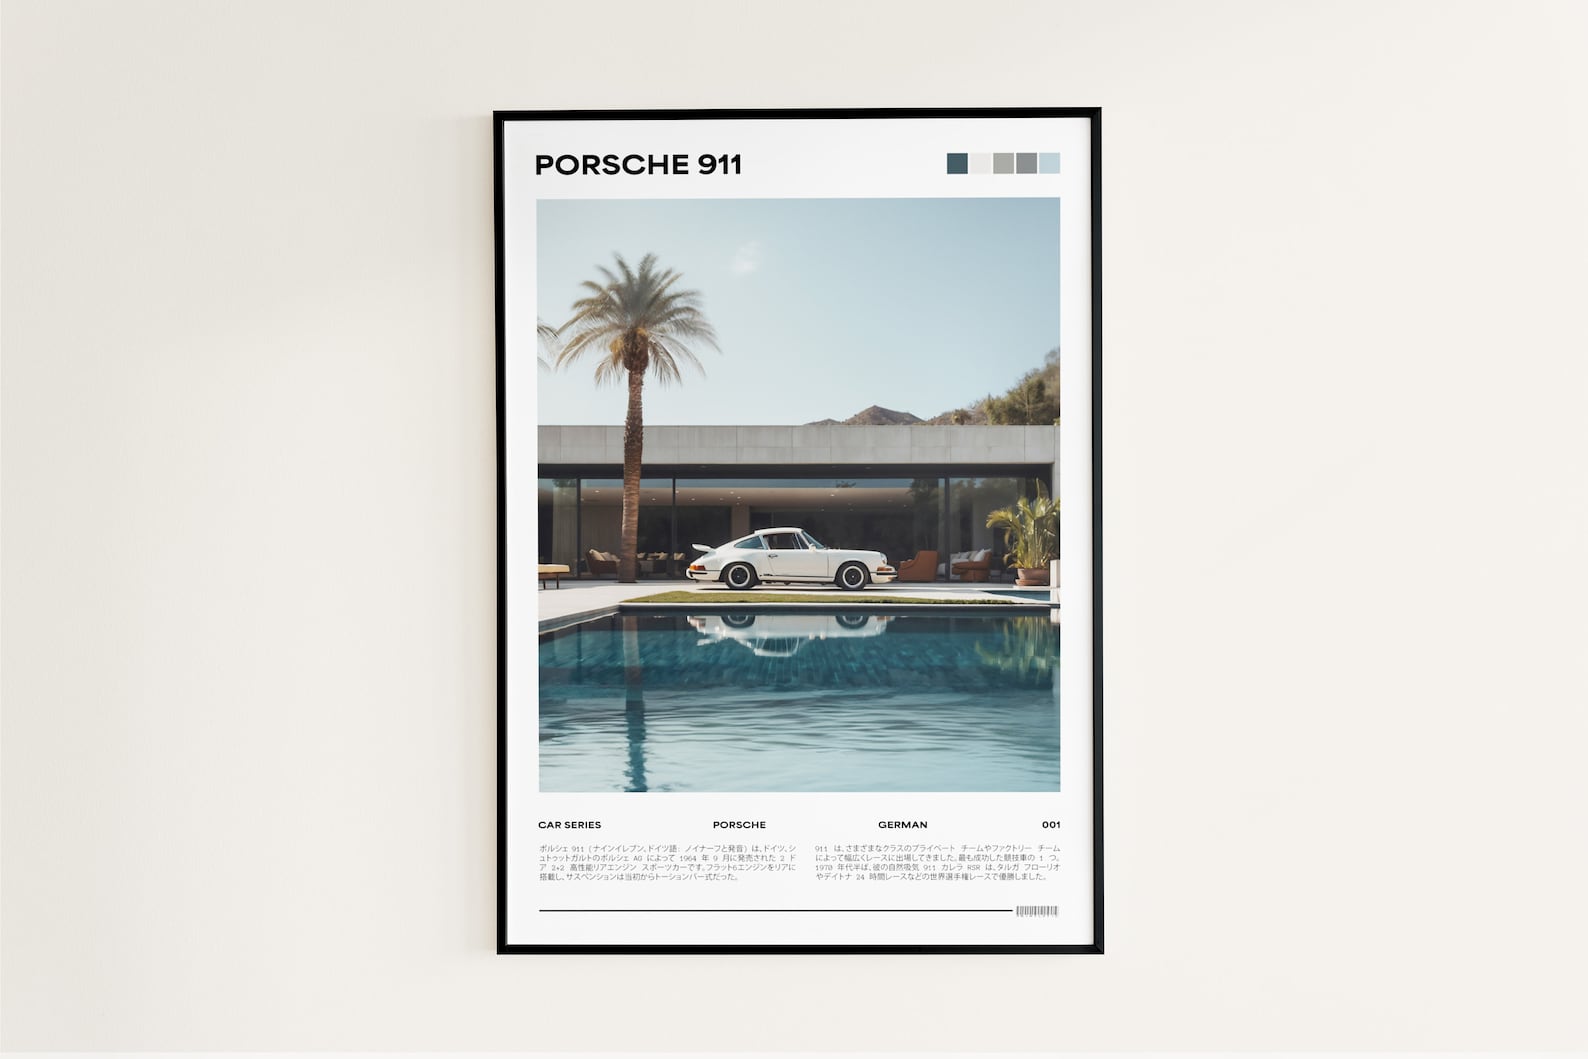 PORSCHE 911
CAR SERIES
PORSCHE
GERMAN
001
ポルシェ 911 (ナインイレブン、ドイツ語: ノイナーフと発音) は、ドイツ、シ
ュトゥットガルトのポルシェ AG によって 1964 年 9 月に発売された 2 ド
ア 2+2 高性能リアエンジン スポーツカーです。フラット6エンジンをリアに
搭載し、サスペンションは当初からトーションバー式だった。
911 は、さまざまなクラスのプライベート チームやファクトリー チーム
によって幅広くレースに出場してきました。最も成功した競技車の 1 つ。
1970 年代半ば、彼の自然吸気 911 カレラ RSR は、タルガ フローリオ
やデイトナ 24 時間レースなどの世界選手権レースで優勝しました。